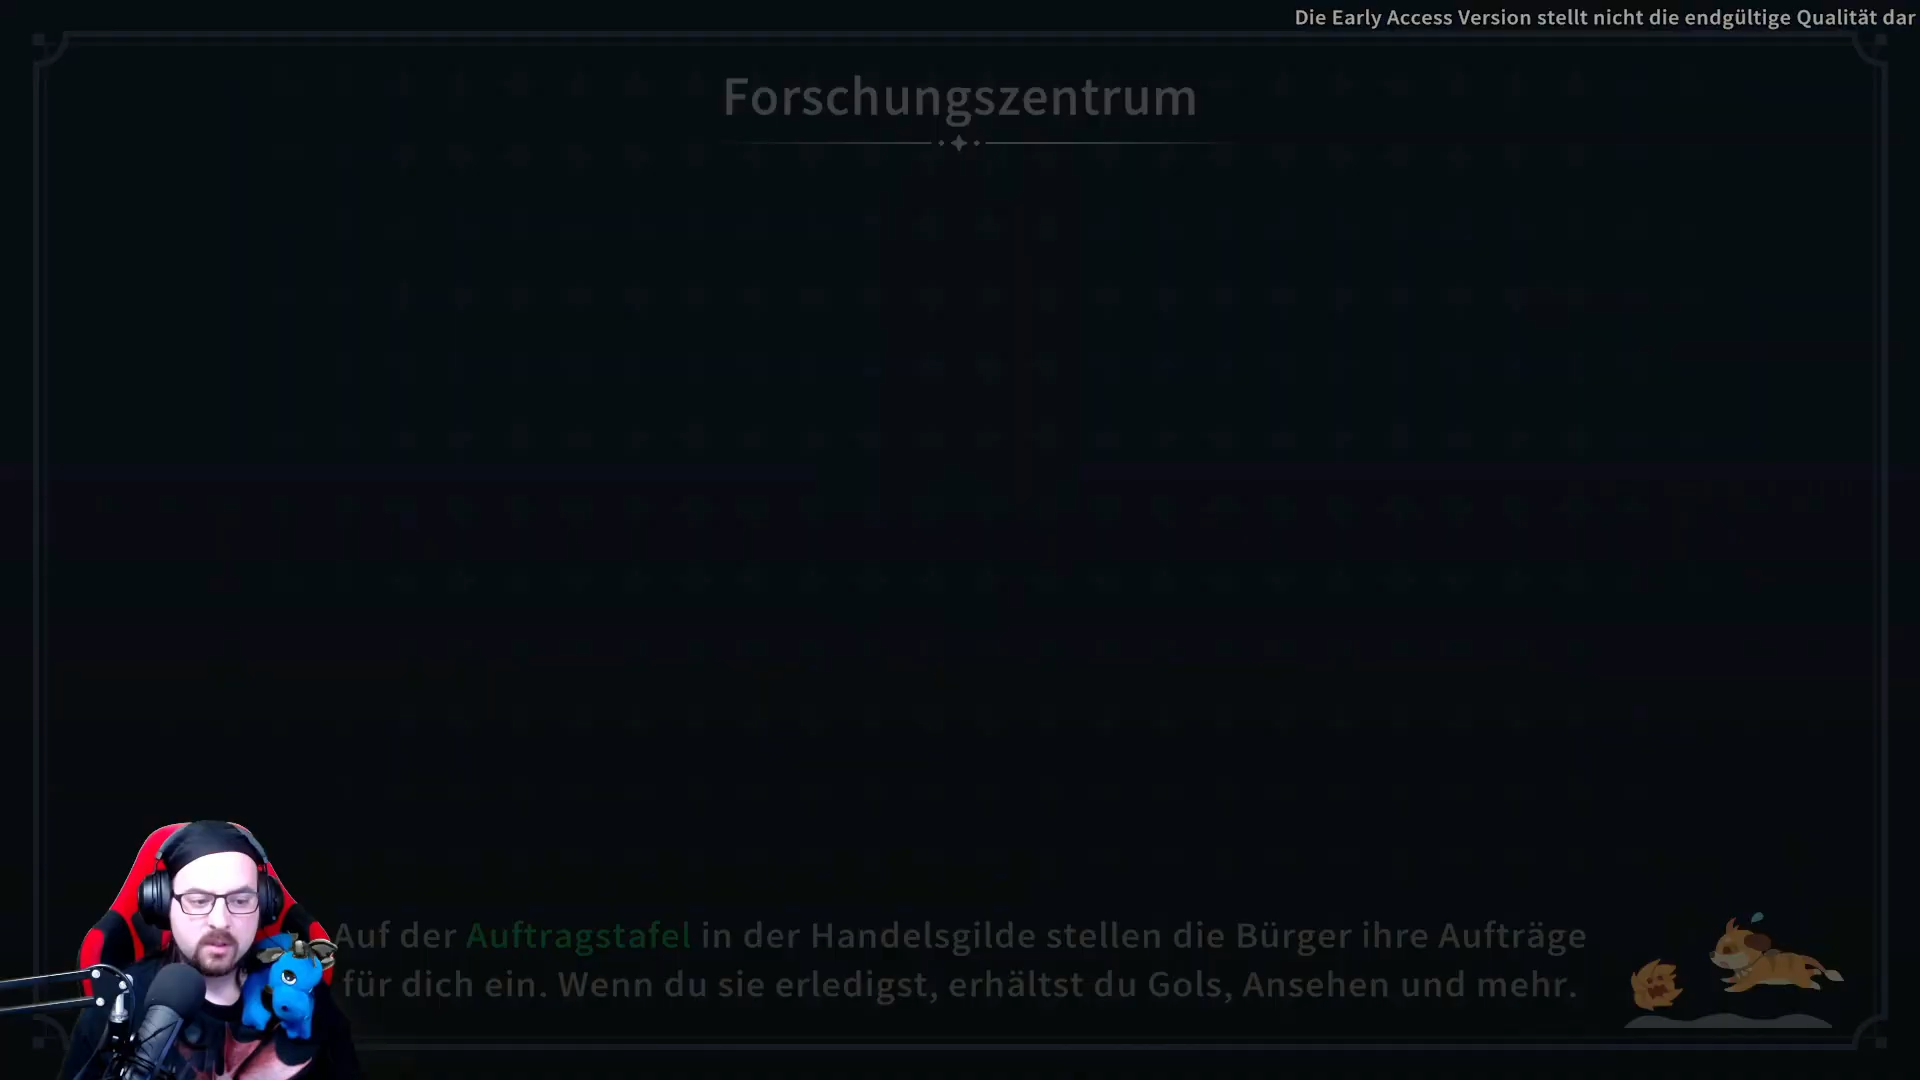 Die Early Access Version stellt nicht die endgültige Qualität dar
Forschungszentrum
Auf der Auftragstafel in der Handelsgilde stellen die Bürger ihre Aufträge
für dich ein. Wenn du sie erledigst, erhältst du Gols, Ansehen und mehr.